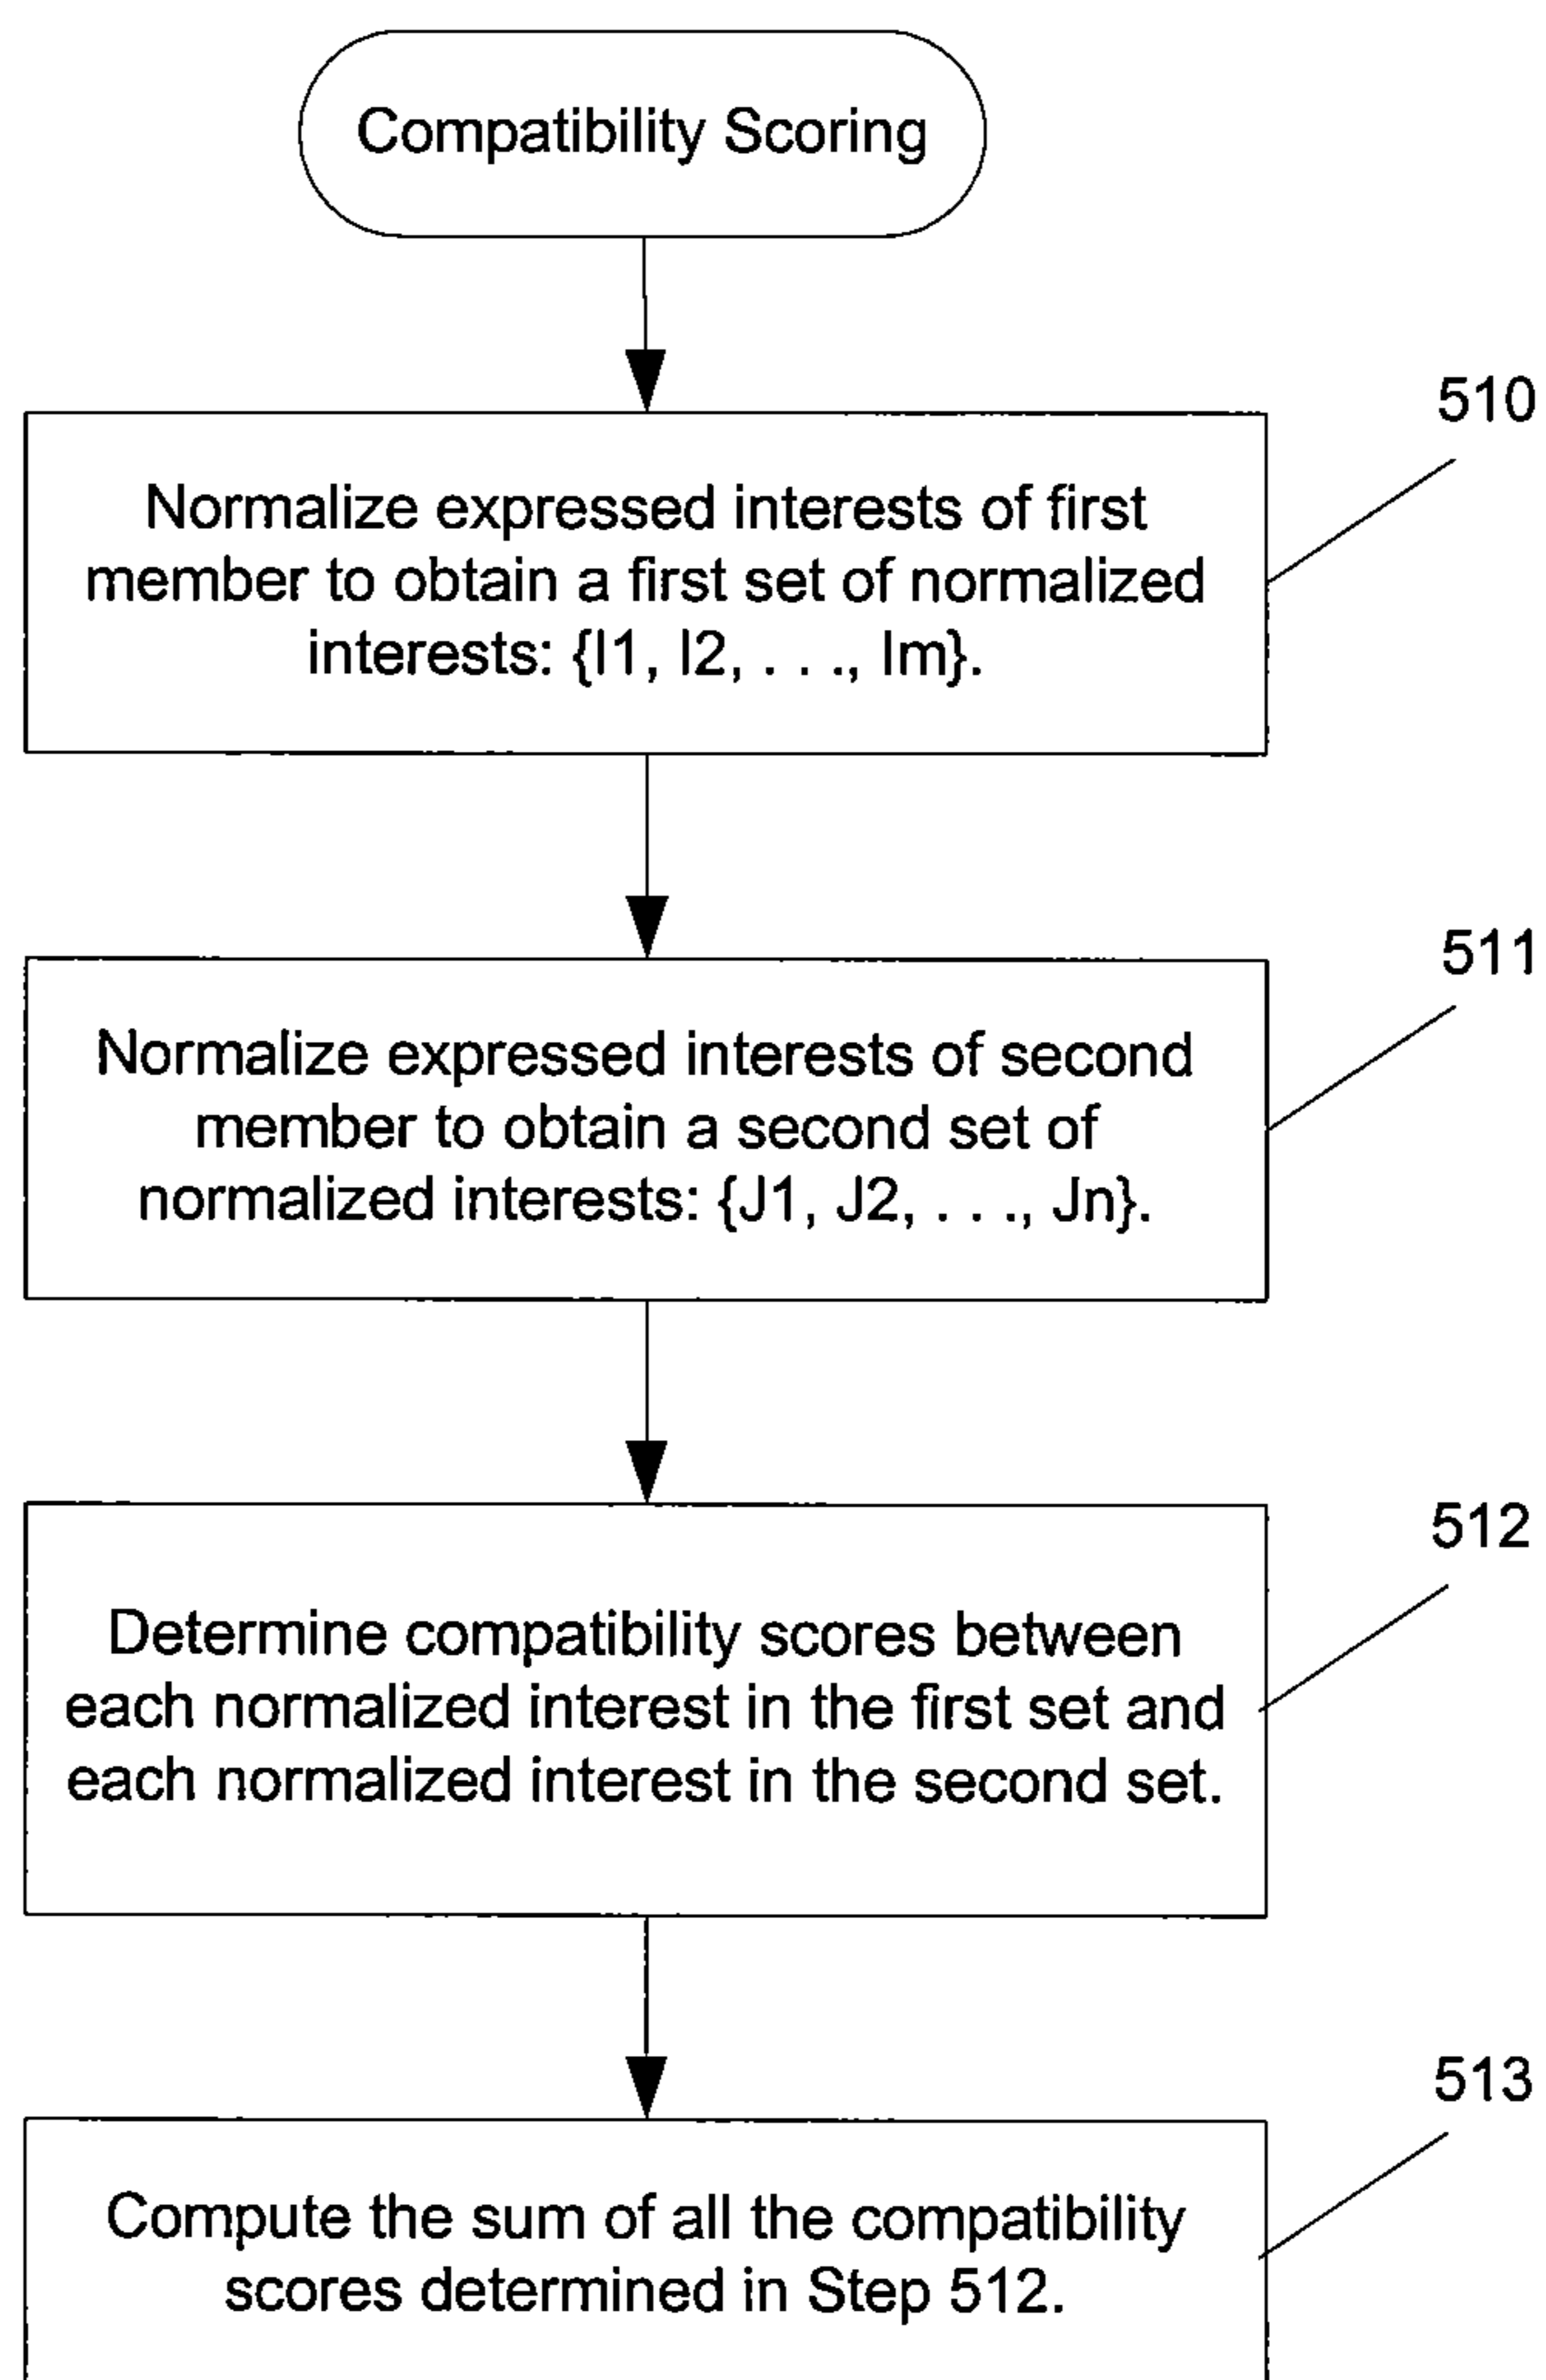 Compatibility Scoring
510
Normalize expressed interests of first
member to obtain a first set of normalized
interests: {I1, I2, . . ., Im}.
511
Normalize expressed interests of second
member to obtain a second set of
normalized interests: {J1, J2, . . ., Jn}.
512
Determine compatibility scores between
each normalized interest in the first set and
each normalized interest in the second set.
513
Compute the sum of all the compatibility
scores determined in Step 512.